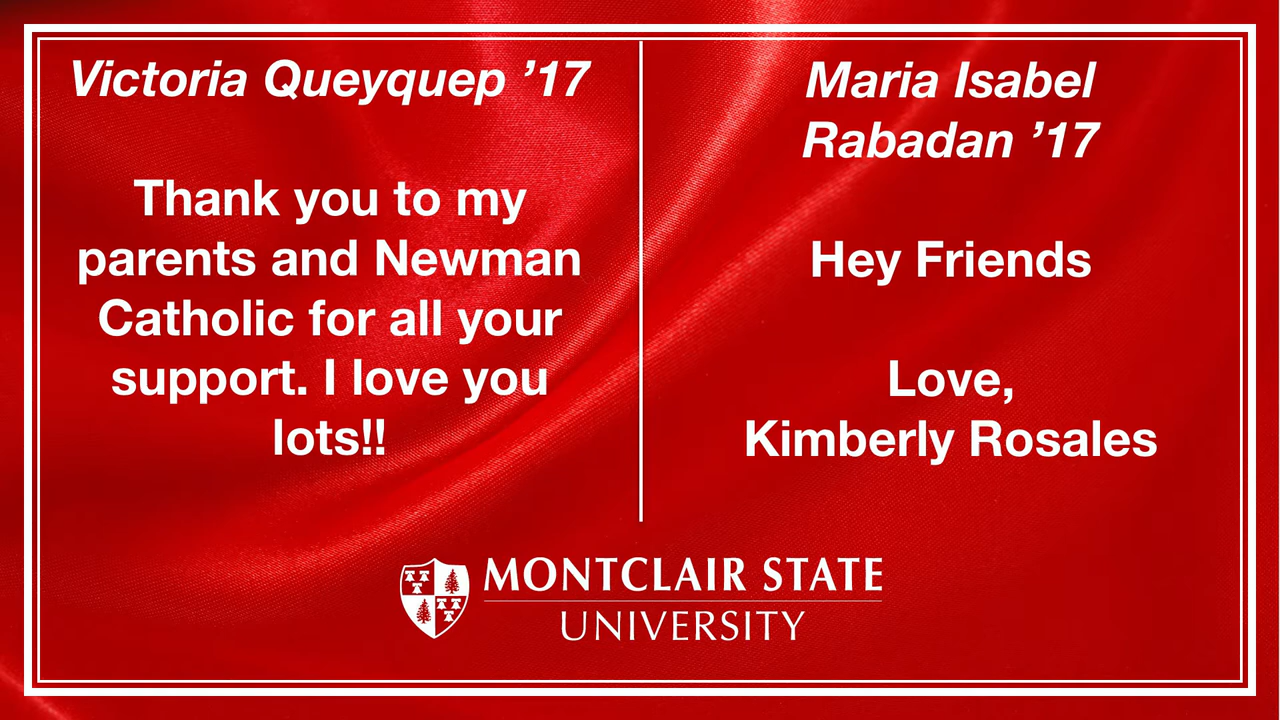 Victoria Queyquep ’17
Thank you to my
parents and Newman
Catholic for all your
support. I love you
lots!!
Maria Isabel
Rabadan ’17
Hey Friends
Love,
Kimberly Rosales
MONTCLAIR STATE
UNIVERSITY